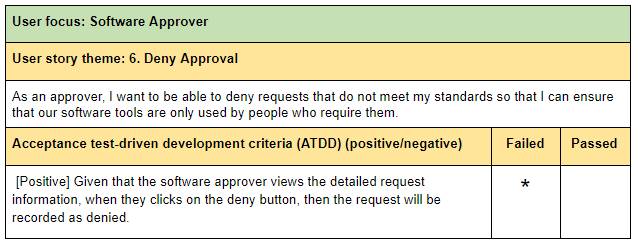 User focus: Software Approver
User story theme: 6. Deny Approval
As an approver, I want to be able to deny requests that do not meet my standards so that I can ensure
that our software tools are only used by people who require them.
Acceptance test-driven development criteria (ATDD) (positive/negative) Failed Passed
[Positive] Given that the software approver views the detailed request
information, when they clicks on the deny button, then the request will be
recorded as denied.
*